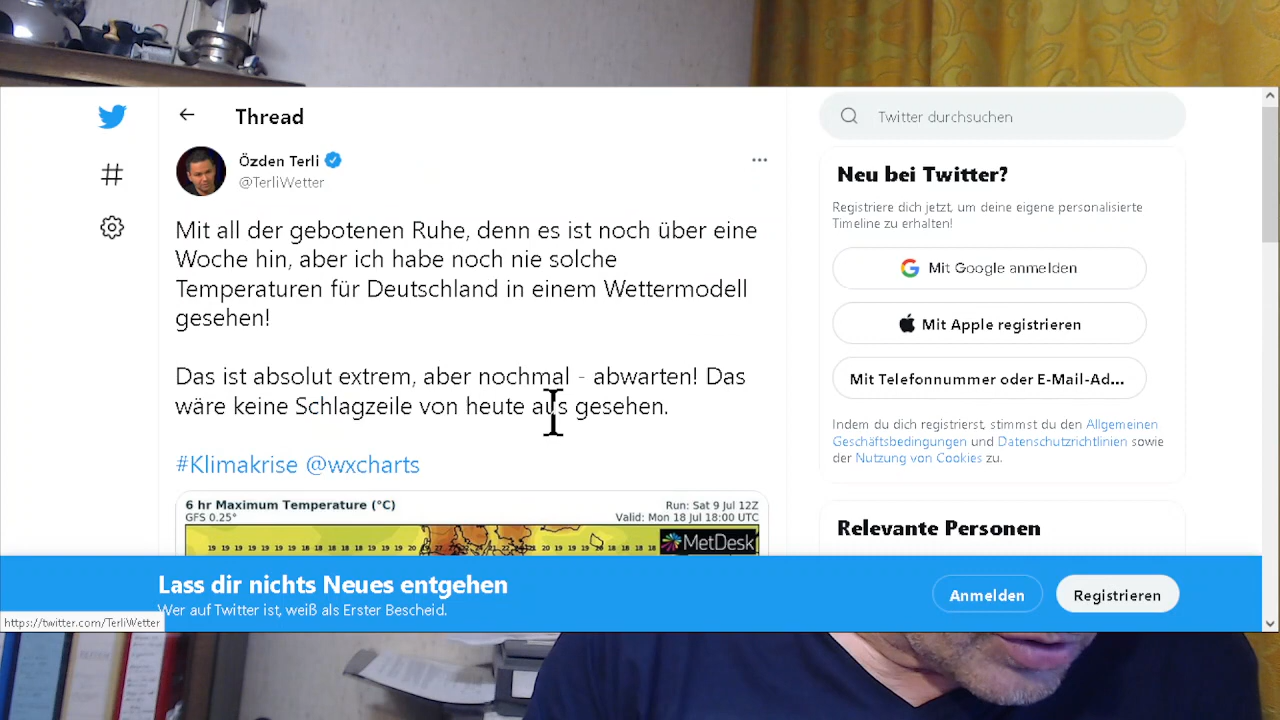 Thread
Twitter durchsuchen
Özden Terli
@TerliWetter
Mit all der gebotenen Ruhe, denn es ist noch über eine
Woche hin, aber ich habe noch nie solche
Temperaturen für Deutschland in einem Wettermodell
gesehen!
Das ist absolut extrem, aber nochmal - abwarten! Das
wäre keine Schlagzeile von heute aus gesehen.
#Klimakrise @wxcharts
6 hr Maximum Temperature (°C)
GFS 0.25°
Run: Sat 9 Jul 12Z
Valid: Mon 18 Jul 18:00 UTC
MetDesk
Neu bei Twitter?
Registriere dich jetzt, um deine eigene personalisierte
Timeline zu erhalten!
Mit Google anmelden
Mit Apple registrieren
Mit Telefonnummer oder E-Mail-Ad...
Indem du dich registrierst, stimmst du den Allgemeinen
Geschäftsbedingungen und Datenschutzrichtlinien sowie
der Nutzung von Cookies zu.
Relevante Personen
Lass dir nichts Neues entgehen
Wer auf Twitter ist, weiß als Erster Bescheid.
Anmelden
Registrieren
https://twitter.com/TerliWetter